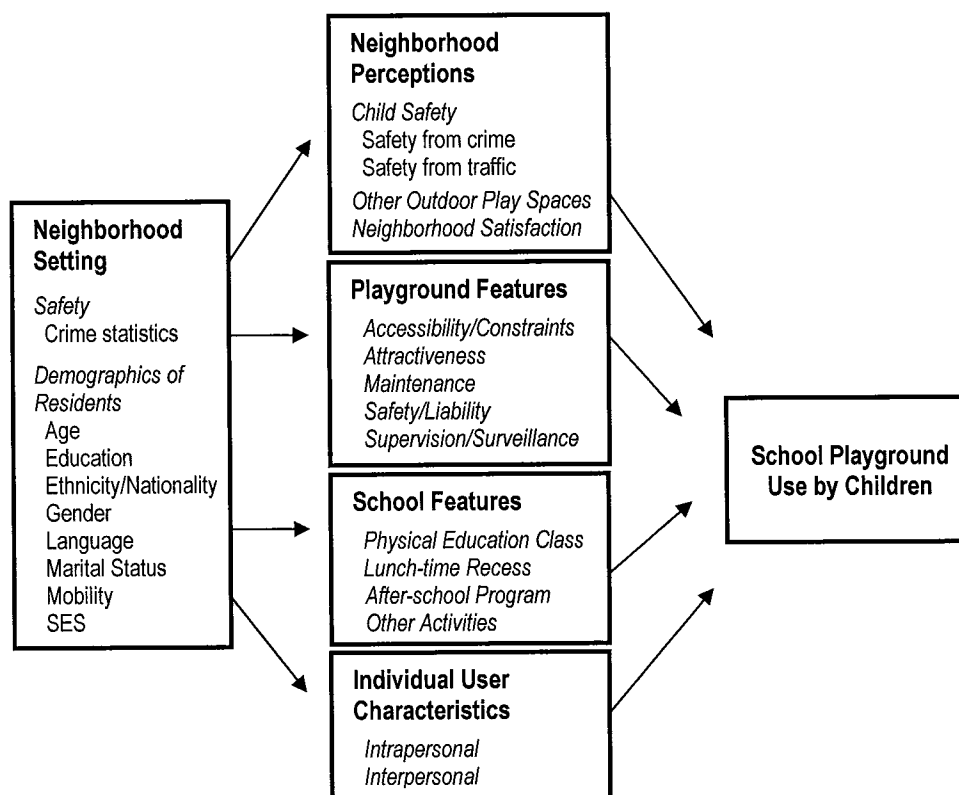 Neighborhood
Setting
Safety
Crime statistics
Demographics of
Residents
Age
Education
Ethnicity/Nationality
Gender
Language
Marital Status
Mobility
SES
Neighborhood
Perceptions
Child Safety
Safety from crime
Safety from traffic
Other Outdoor Play Spaces
Neighborhood Satisfaction
Playground Features
Accessibility/Constraints
Attractiveness
Maintenance
Safety/Liability
Supervision/Surveillance
School Features
Physical Education Class
Lunch-time Recess
After-school Program
Other Activities
Individual User
Characteristics
Intrapersonal
Interpersonal
School Playground
Use by Children